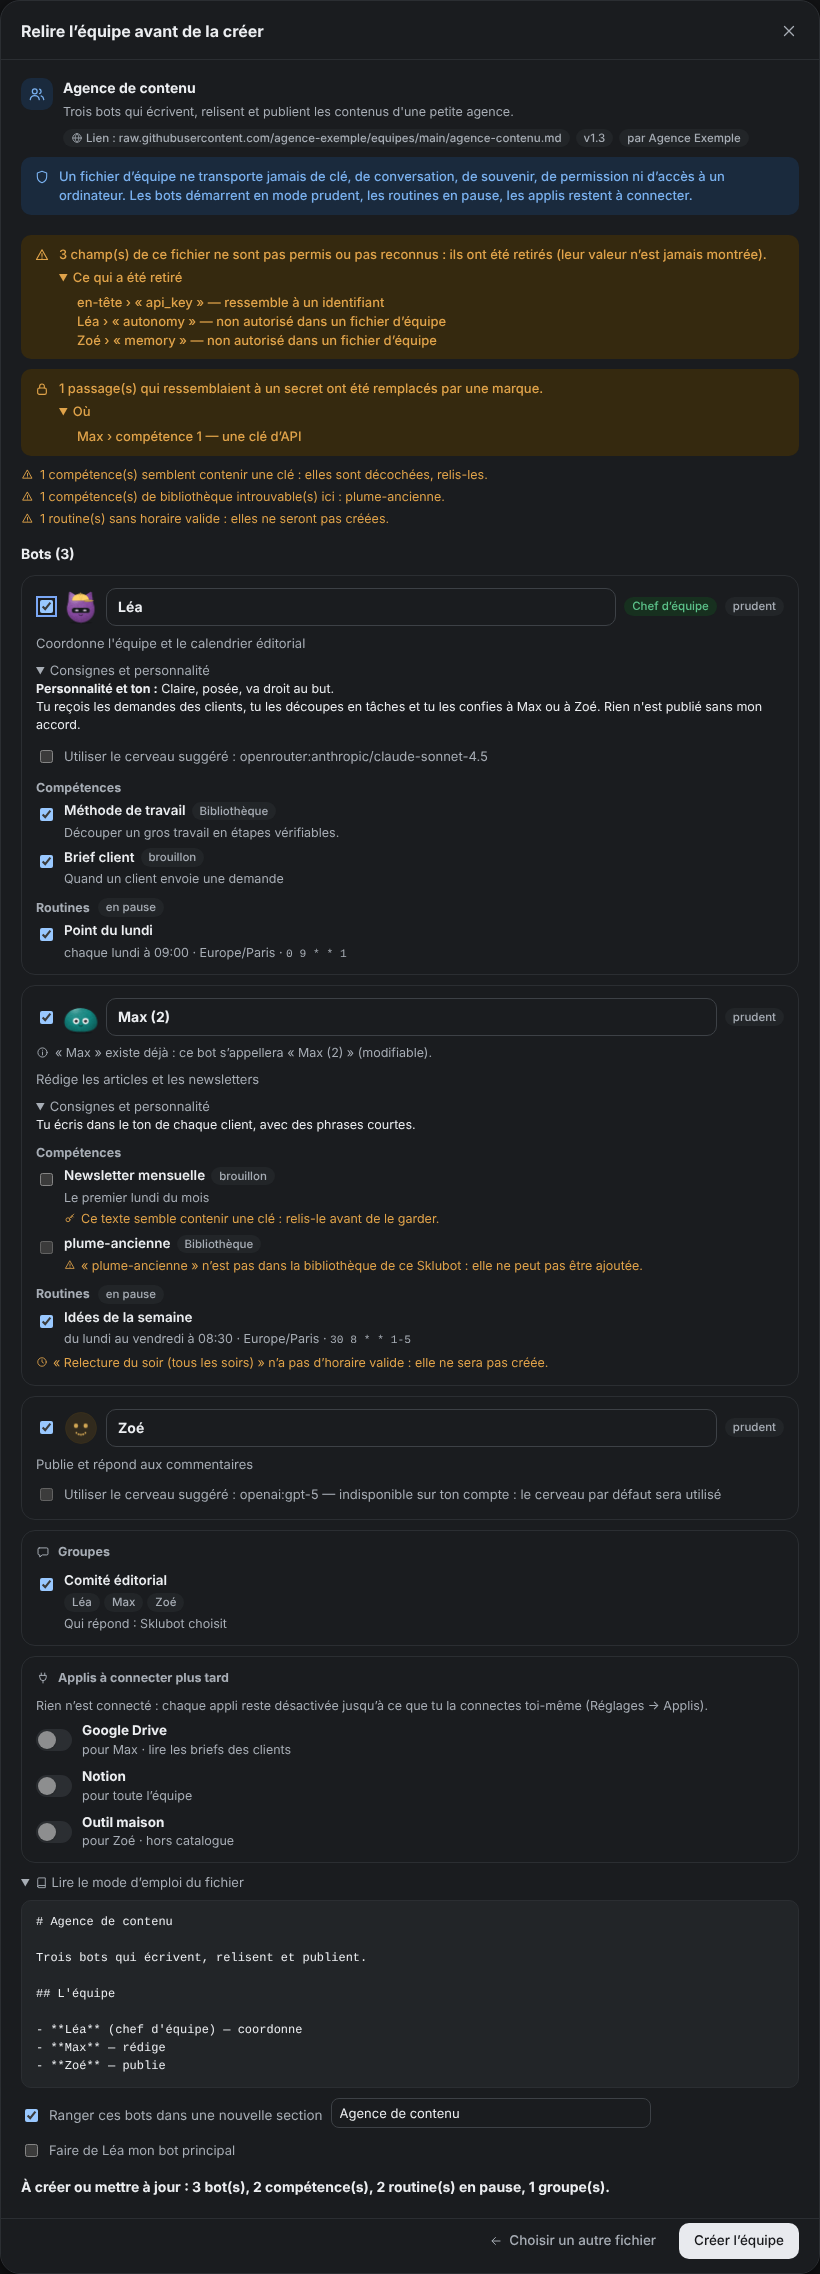 Relire l’équipe avant de la créer
Agence de contenu
Trois bots qui écrivent, relisent et publient les contenus d'une petite agence.
Lien : raw.githubusercontent.com/agence-exemple/equipes/main/agence-contenu.md
v1.3
par Agence Exemple
Un fichier d’équipe ne transporte jamais de clé, de conversation, de souvenir, de permission ni d’accès à un
ordinateur. Les bots démarrent en mode prudent, les routines en pause, les applis restent à connecter.
3 champ(s) de ce fichier ne sont pas permis ou pas reconnus : ils ont été retirés (leur valeur n’est jamais montrée).
▼ Ce qui a été retiré
en-tête › « api_key » — ressemble à un identifiant
Léa › « autonomy » — non autorisé dans un fichier d’équipe
Zoé › « memory » — non autorisé dans un fichier d’équipe
1 passage(s) qui ressemblaient à un secret ont été remplacés par une marque.
▼ Où
Max › compétence 1 — une clé d’API
1 compétence(s) semblent contenir une clé : elles sont décochées, relis-les.
1 compétence(s) de bibliothèque introuvable(s) ici : plume-ancienne.
1 routine(s) sans horaire valide : elles ne seront pas créées.
Bots (3)
Léa
Chef d’équipe
prudent
Coordonne l'équipe et le calendrier éditorial
▼ Consignes et personnalité
Personnalité et ton : Claire, posée, va droit au but.
Tu reçois les demandes des clients, tu les découpes en tâches et tu les confies à Max ou à Zoé. Rien n'est publié sans mon
accord.
Utiliser le cerveau suggéré : openrouter:anthropic/claude-sonnet-4.5
Compétences
Méthode de travail
Bibliothèque
Découper un gros travail en étapes vérifiables.
Brief client
brouillon
Quand un client envoie une demande
Routines
en pause
Point du lundi
chaque lundi à 09:00 · Europe/Paris · 0 9 * * 1
Max (2)
prudent
« Max » existe déjà : ce bot s’appellera « Max (2) » (modifiable).
Rédige les articles et les newsletters
▼ Consignes et personnalité
Tu écris dans le ton de chaque client, avec des phrases courtes.
Compétences
Newsletter mensuelle
brouillon
Le premier lundi du mois
Ce texte semble contenir une clé : relis-le avant de le garder.
plume-ancienne
Bibliothèque
« plume-ancienne » n’est pas dans la bibliothèque de ce Sklubot : elle ne peut pas être ajoutée.
Routines
en pause
Idées de la semaine
du lundi au vendredi à 08:30 · Europe/Paris · 30 8 * * 1-5
« Relecture du soir (tous les soirs) » n’a pas d’horaire valide : elle ne sera pas créée.
Zoé
prudent
Publie et répond aux commentaires
Utiliser le cerveau suggéré : openai:gpt-5 — indisponible sur ton compte : le cerveau par défaut sera utilisé
Groupes
Comité éditorial
Léa
Max
Zoé
Qui répond : Sklubot choisit
Applis à connecter plus tard
Rien n’est connecté : chaque appli reste désactivée jusqu’à ce que tu la connectes toi-même (Réglages → Applis).
Google Drive
pour Max · lire les briefs des clients
Notion
pour toute l’équipe
Outil maison
pour Zoé · hors catalogue
▼ Lire le mode d’emploi du fichier
# Agence de contenu
Trois bots qui écrivent, relisent et publient.
## L'équipe
- **Léa** (chef d'équipe) — coordonne
- **Max** — rédige
- **Zoé** — publie
Ranger ces bots dans une nouvelle section
Agence de contenu
Faire de Léa mon bot principal
À créer ou mettre à jour : 3 bot(s), 2 compétence(s), 2 routine(s) en pause, 1 groupe(s).
← Choisir un autre fichier
Créer l’équipe